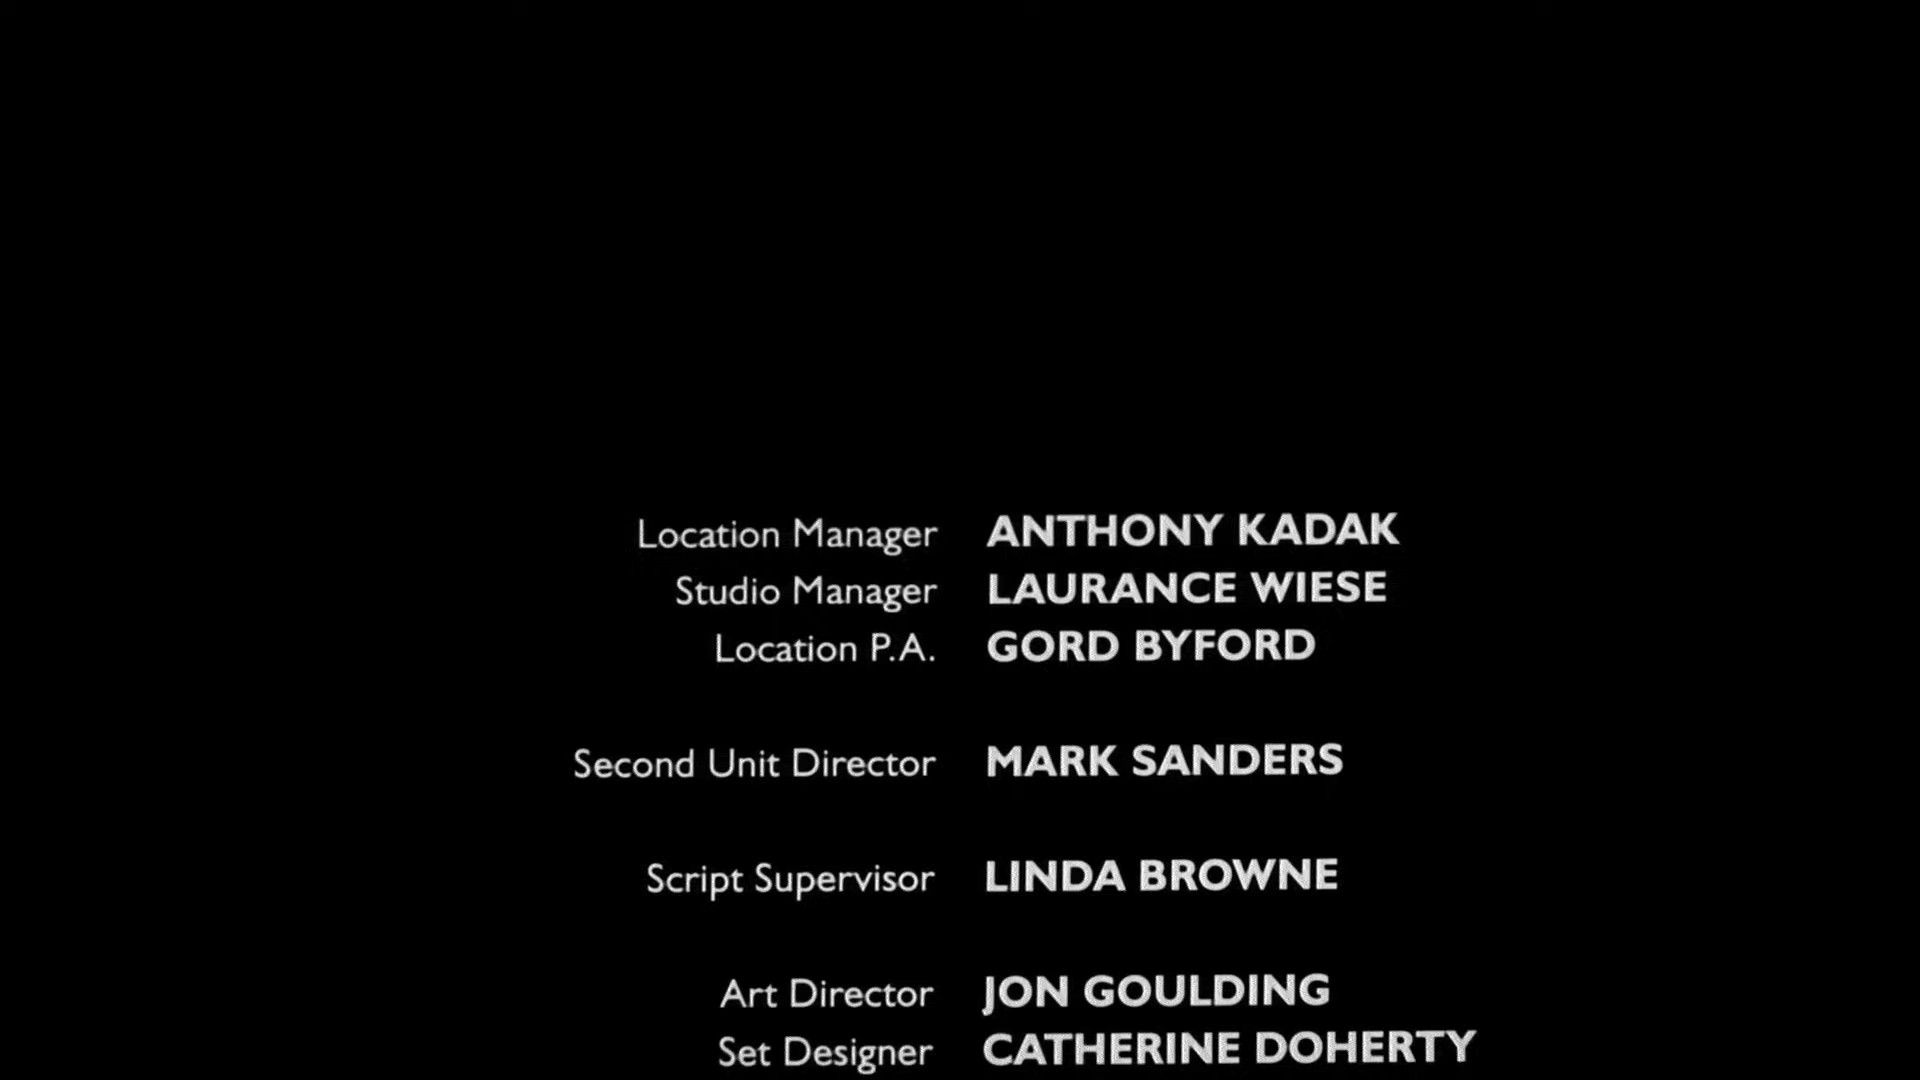 Location Manager ANTHONY KADAK
Studio Manager LAURANCE WIESE
Location P.A. GORD BYFORD
Second Unit Director MARK SANDERS
Script Supervisor LINDA BROWNE
Art Director JON GOULDING
Set Designer CATHERINE DOHERTY